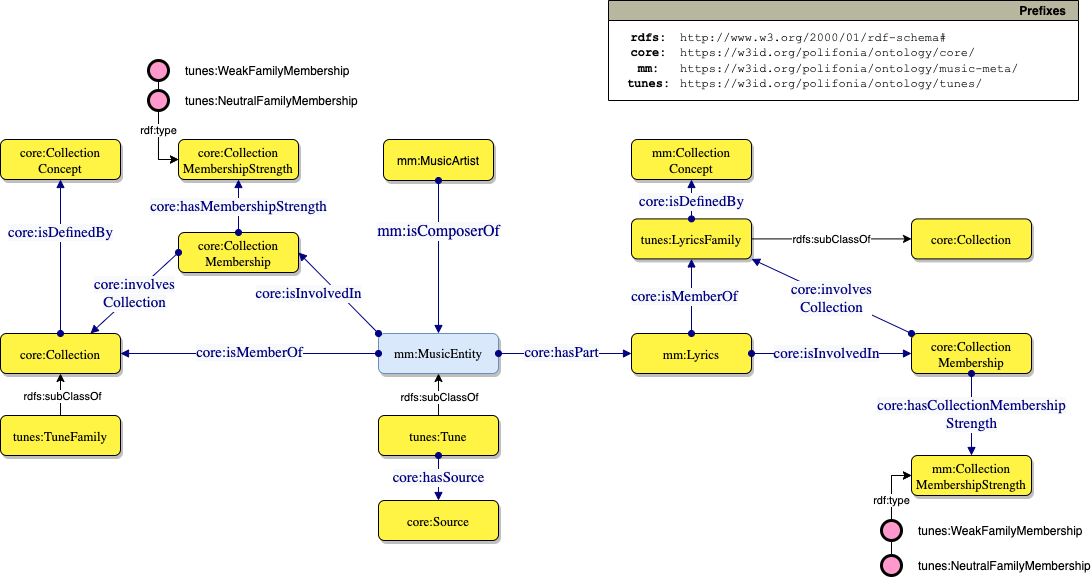 Prefixes
rdfs: http://www.w3.org/2000/01/rdf-schema#
core: https://w3id.org/polifonia/ontology/core/
mm: https://w3id.org/polifonia/ontology/music-meta/
tunes: https://w3id.org/polifonia/ontology/tunes/
tunes:WeakFamilyMembership
tunes:NeutralFamilyMembership
rdf:type
core:Collection
Concept
core:Collection
MembershipStrength
mm:MusicArtist
mm:Collection
Concept
core:hasMembershipStrength
core:isDefinedBy
core:isDefinedBy
mm:isComposerOf
core:Collection
Membership
tunes:LyricsFamily
rdfs:subClassOf
core:Collection
core:involves
Collection
core:isInvolvedIn
core:isMemberOf
core:involves
Collection
core:Collection
core:isMemberOf
mm:MusicEntity
core:hasPart
mm:Lyrics
core:isInvolvedIn
core:Collection
Membership
rdfs:subClassOf
rdfs:subClassOf
core:hasCollectionMembership
Strength
tunes:TuneFamily
tunes:Tune
core:hasSource
mm:Collection
MembershipStrength
rdf:type
core:Source
tunes:WeakFamilyMembership
tunes:NeutralFamilyMembership